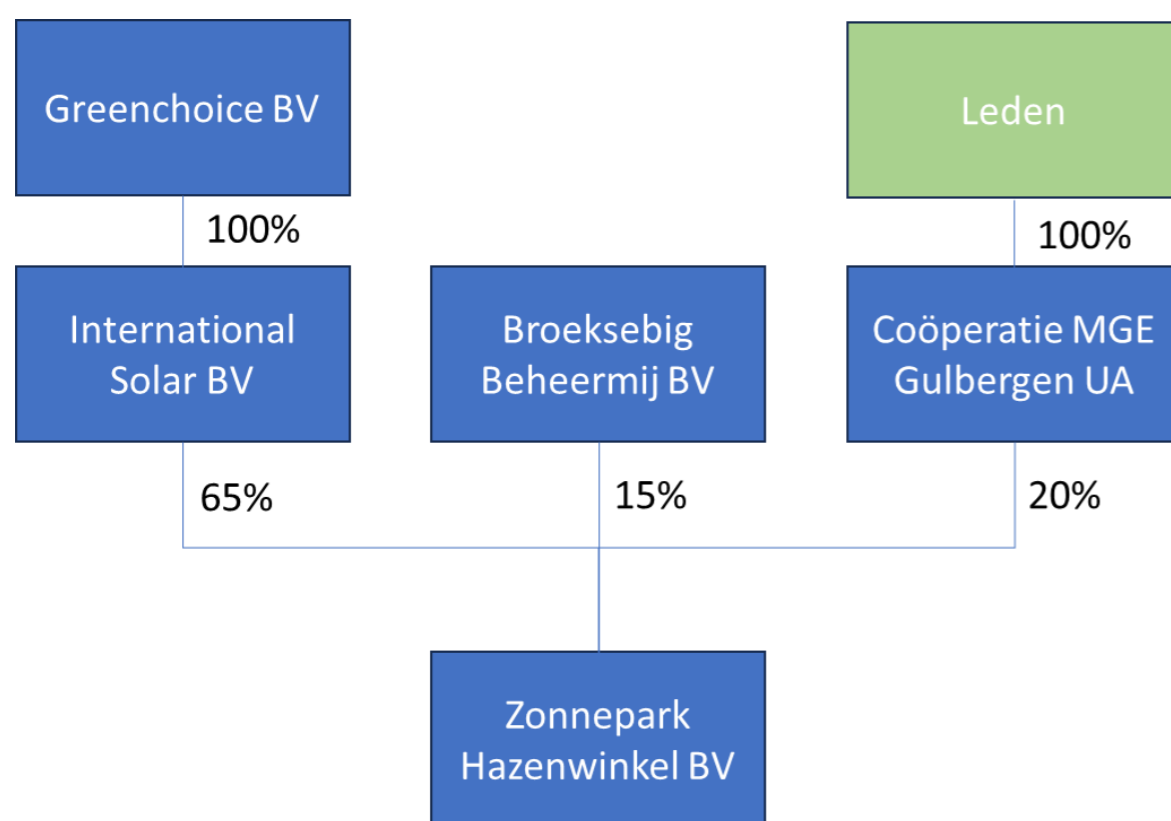 Greenchoice BV
Leden
100%
100%
International
Solar BV
Broeksebig
Beheermij BV
Coöperatie MGE
Gulbergen UA
65%
15%
20%
Zonnepark
Hazenwinkel BV